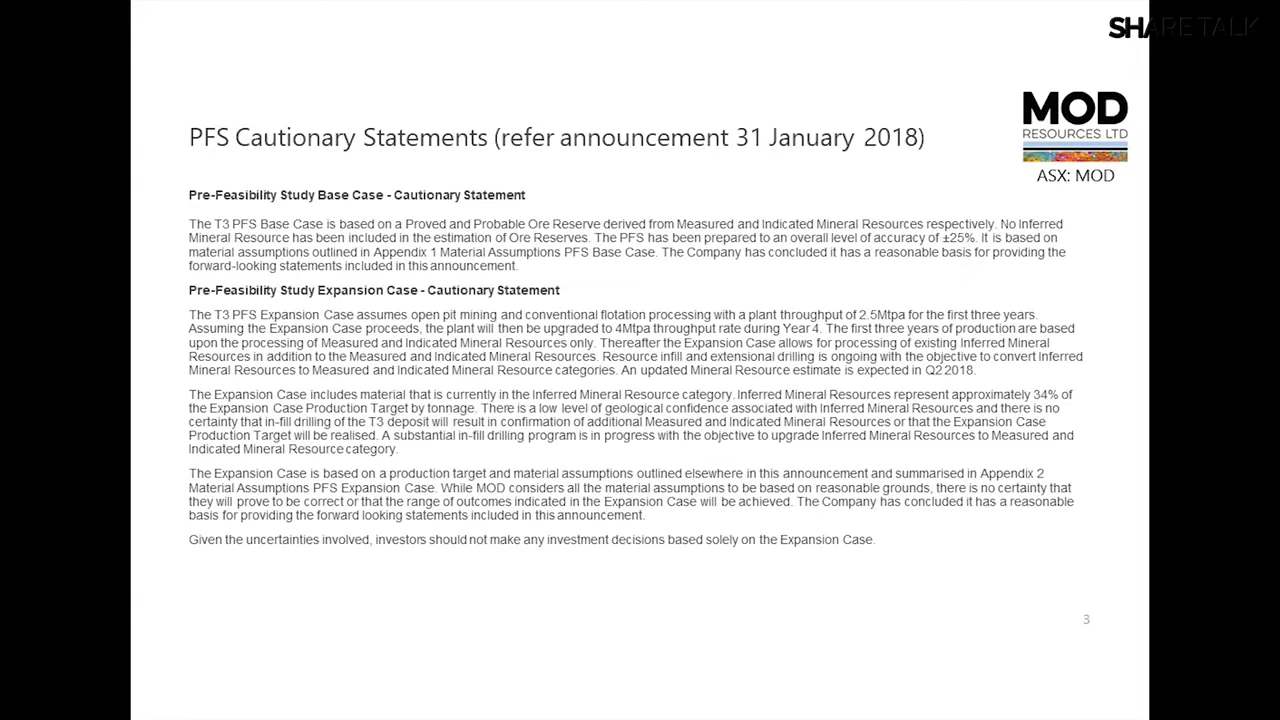 SHARE TALK
MOD
RESOURCES LTD
ASX: MOD
PFS Cautionary Statements (refer announcement 31 January 2018)
Pre-Feasibility Study Base Case - Cautionary Statement
The T3 PFS Base Case is based on a Proved and Probable Ore Reserve derived from Measured and Indicated Mineral Resources respectively. No Inferred
Mineral Resource has been included in the estimation of Ore Reserves. The PFS has been prepared to an overall level of accuracy of ±25%. It is based on
material assumptions outlined in Appendix 1 Material Assumptions PFS Base Case. The Company has concluded it has a reasonable basis for providing the
forward-looking statements included in this announcement.
Pre-Feasibility Study Expansion Case - Cautionary Statement
The T3 PFS Expansion Case assumes open pit mining and conventional flotation processing with a plant throughput of 2.5Mtpa for the first three years.
Assuming the Expansion Case proceeds, the plant will then be upgraded to 4Mtpa throughput rate during Year 4. The first three years of production are based
upon the processing of Measured and Indicated Mineral Resources only. Thereafter the Expansion Case allows for processing of existing Inferred Mineral
Resources in addition to the Measured and Indicated Mineral Resources. Resource infill and extensional drilling is ongoing with the objective to convert Inferred
Mineral Resources to Measured and Indicated Mineral Resource categories. An updated Mineral Resource estimate is expected in Q2 2018.
The Expansion Case includes material that is currently in the Inferred Mineral Resource category. Inferred Mineral Resources represent approximately 34% of
the Expansion Case Production Target by tonnage. There is a low level of geological confidence associated with Inferred Mineral Resources and there is no
certainty that in-fill drilling of the T3 deposit will result in confirmation of additional Measured and Indicated Mineral Resources or that the Expansion Case
Production Target will be realised. A substantial in-fill drilling program is in progress with the objective to upgrade Inferred Mineral Resources to Measured and
Indicated Mineral Resource category.
The Expansion Case is based on a production target and material assumptions outlined elsewhere in this announcement and summarised in Appendix 2
Material Assumptions PFS Expansion Case. While MOD considers all the material assumptions to be based on reasonable grounds, there is no certainty that
they will prove to be correct or that the range of outcomes indicated in the Expansion Case will be achieved. The Company has concluded it has a reasonable
basis for providing the forward looking statements included in this announcement.
Given the uncertainties involved, investors should not make any investment decisions based solely on the Expansion Case.
3